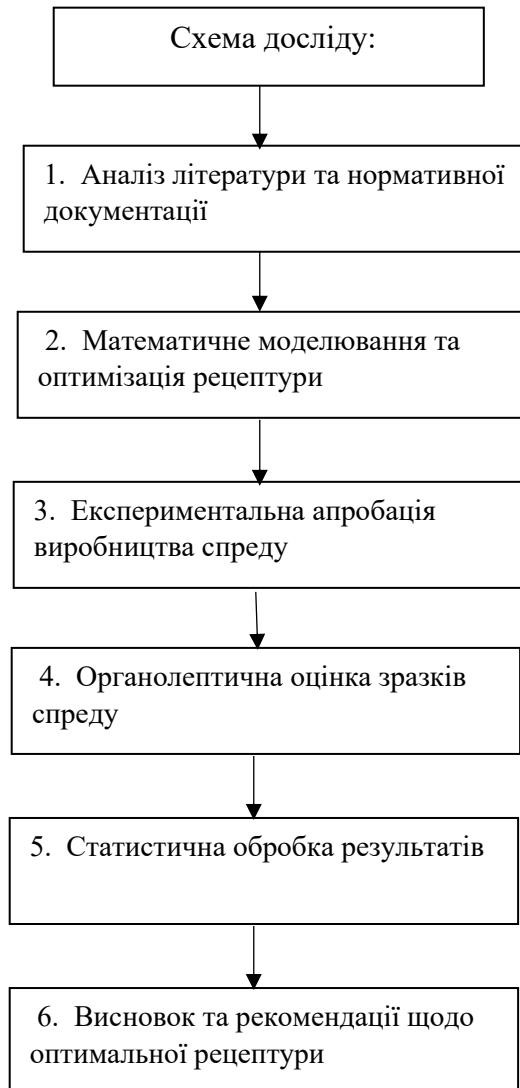 Схема досліду:
1. Аналіз літератури та нормативної
документації
2. Математичне моделювання та
оптимізація рецептури
3. Експериментальна апробація
виробництва спреду
4. Органолептична оцінка зразків
спреду
5. Статистична обробка результатів
6. Висновок та рекомендації щодо
оптимальної рецептури